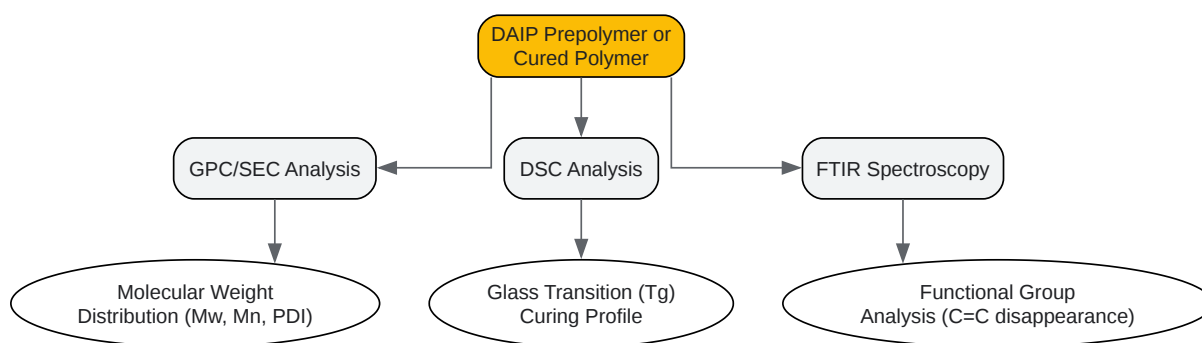 DAIP Prepolymer or
Cured Polymer
GPC/SEC Analysis
DSC Analysis
FTIR Spectroscopy
Molecular Weight
Distribution (Mw, Mn, PDI)
Glass Transition (Tg)
Curing Profile
Functional Group
Analysis (C=C disappearance)